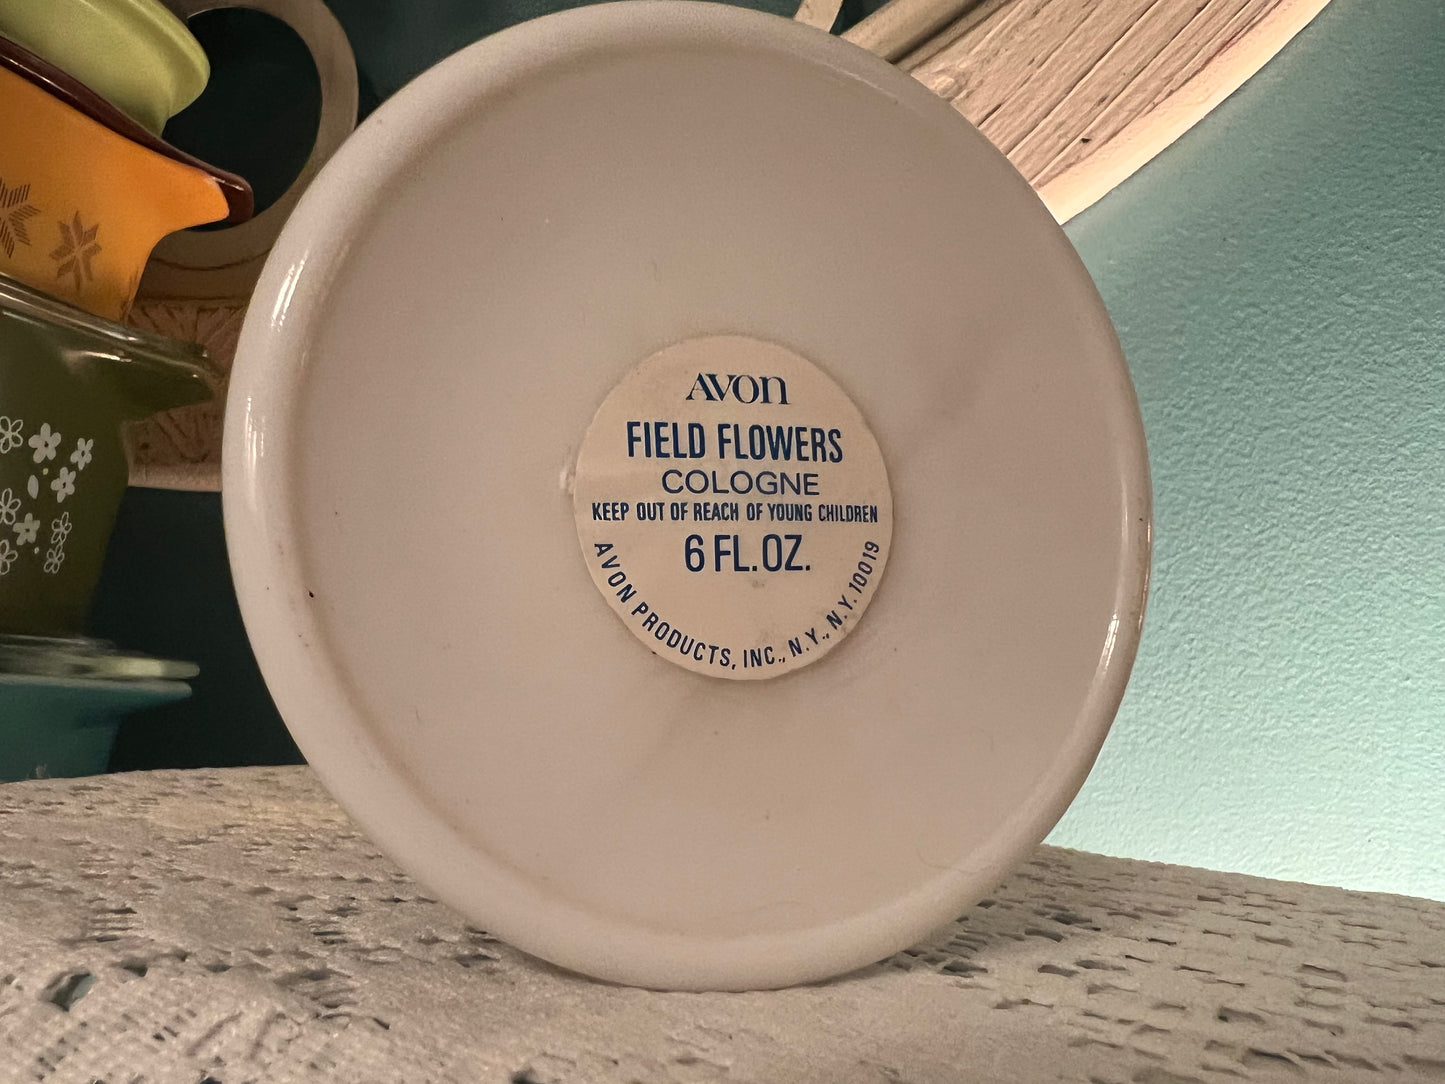 AVON
FIELD FLOWERS
COLOGNE
KEEP OUT OF REACH OF YOUNG CHILDREN
6 FL. OZ.
AVON PRODUCTS, INC., N.Y., N.Y. 10019